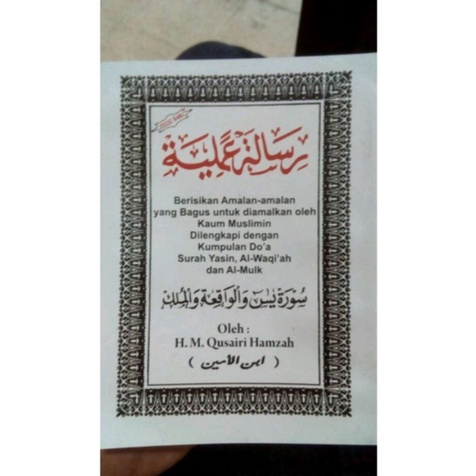 رسالة عملية
Berisikan Amalan-amalan
yang Bagus untuk diamalkan oleh
Kaum Muslimin
Dilengkapi dengan
Kumpulan Do'a
Surah Yasin, Al-Waqi'ah
dan Al-Mulk
سورة يس والواقعة والملك
Oleh :
H. M. Qusairi Hamzah
( ابن الأمين )